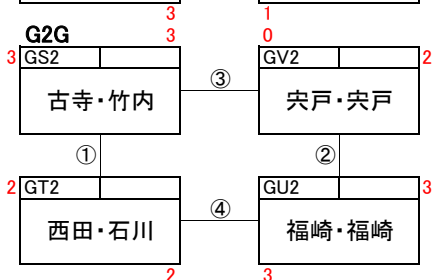 3 1
G2G 3 0
3 GS2 GV2 2
古寺・竹内 ③ 宍戸・宍戸
① ②
2 GT2 GU2 3
西田・石川 ④ 福崎・福崎
2 3